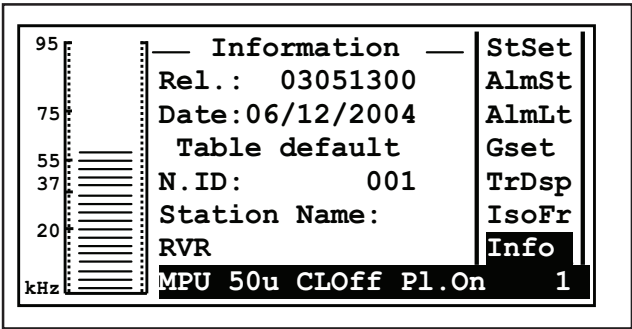 95
75
55
37
20
kHz
Information
Rel.: 03051300
Date:06/12/2004
Table default
N.ID: 001
Station Name:
RVR
MPU 50u CLOff Pl.On 1
StSet
AlmSt
AlmLt
Gset
TrDsp
IsoFr
Info